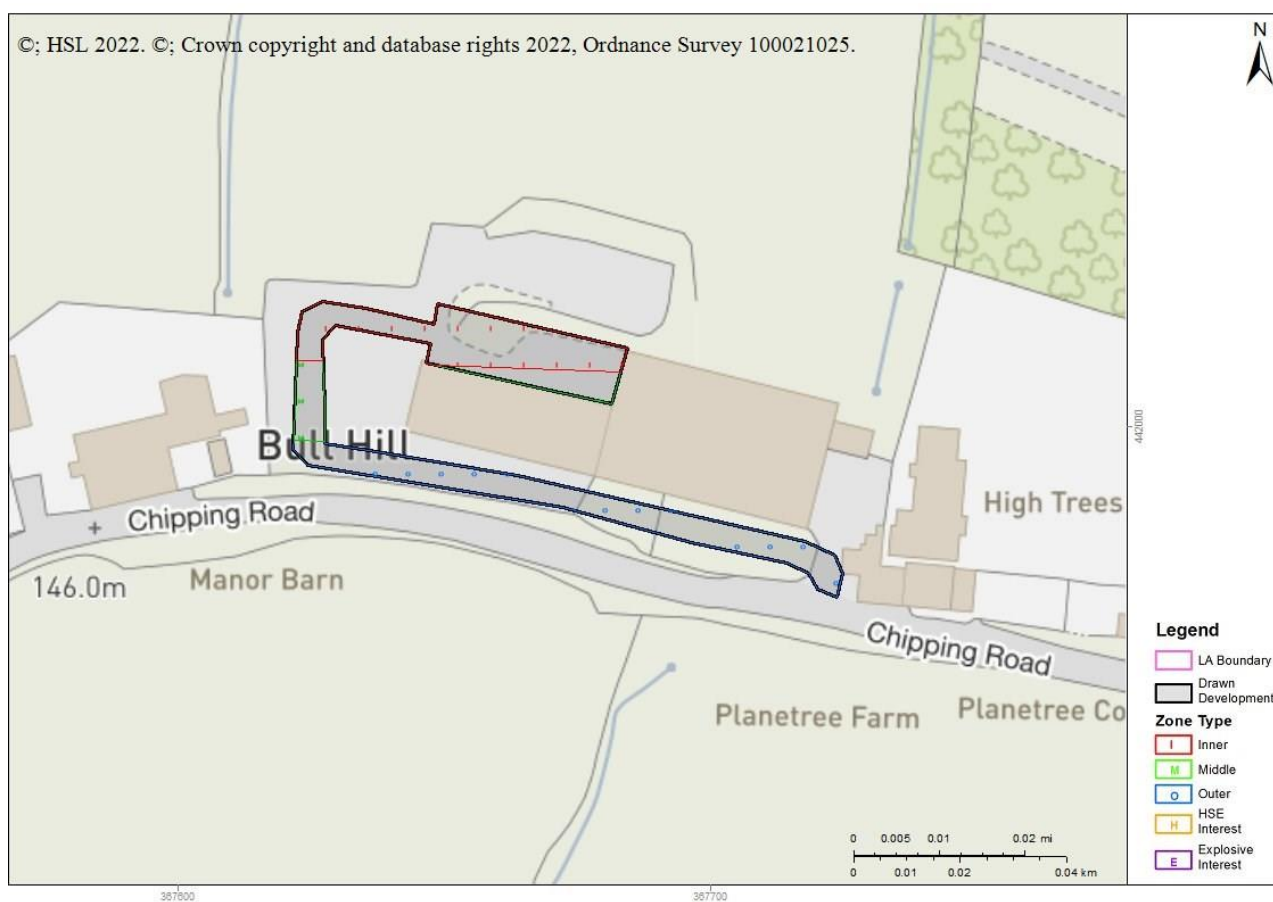 ©; HSL 2022. ©; Crown copyright and database rights 2022, Ordnance Survey 100021025.
N
442000
Bull Hill
Chipping Road
High Trees
146.0m
Manor Barn
Chipping Road
Planetree Farm
Planetree Co
0 0.005 0.01 0.02 mi
0 0.01 0.02 0.04 km
367700
Legend
LA Boundary
Drawn
Development
Zone Type
I Inner
M Middle
O Outer
HSE
H Interest
Explosive
E Interest